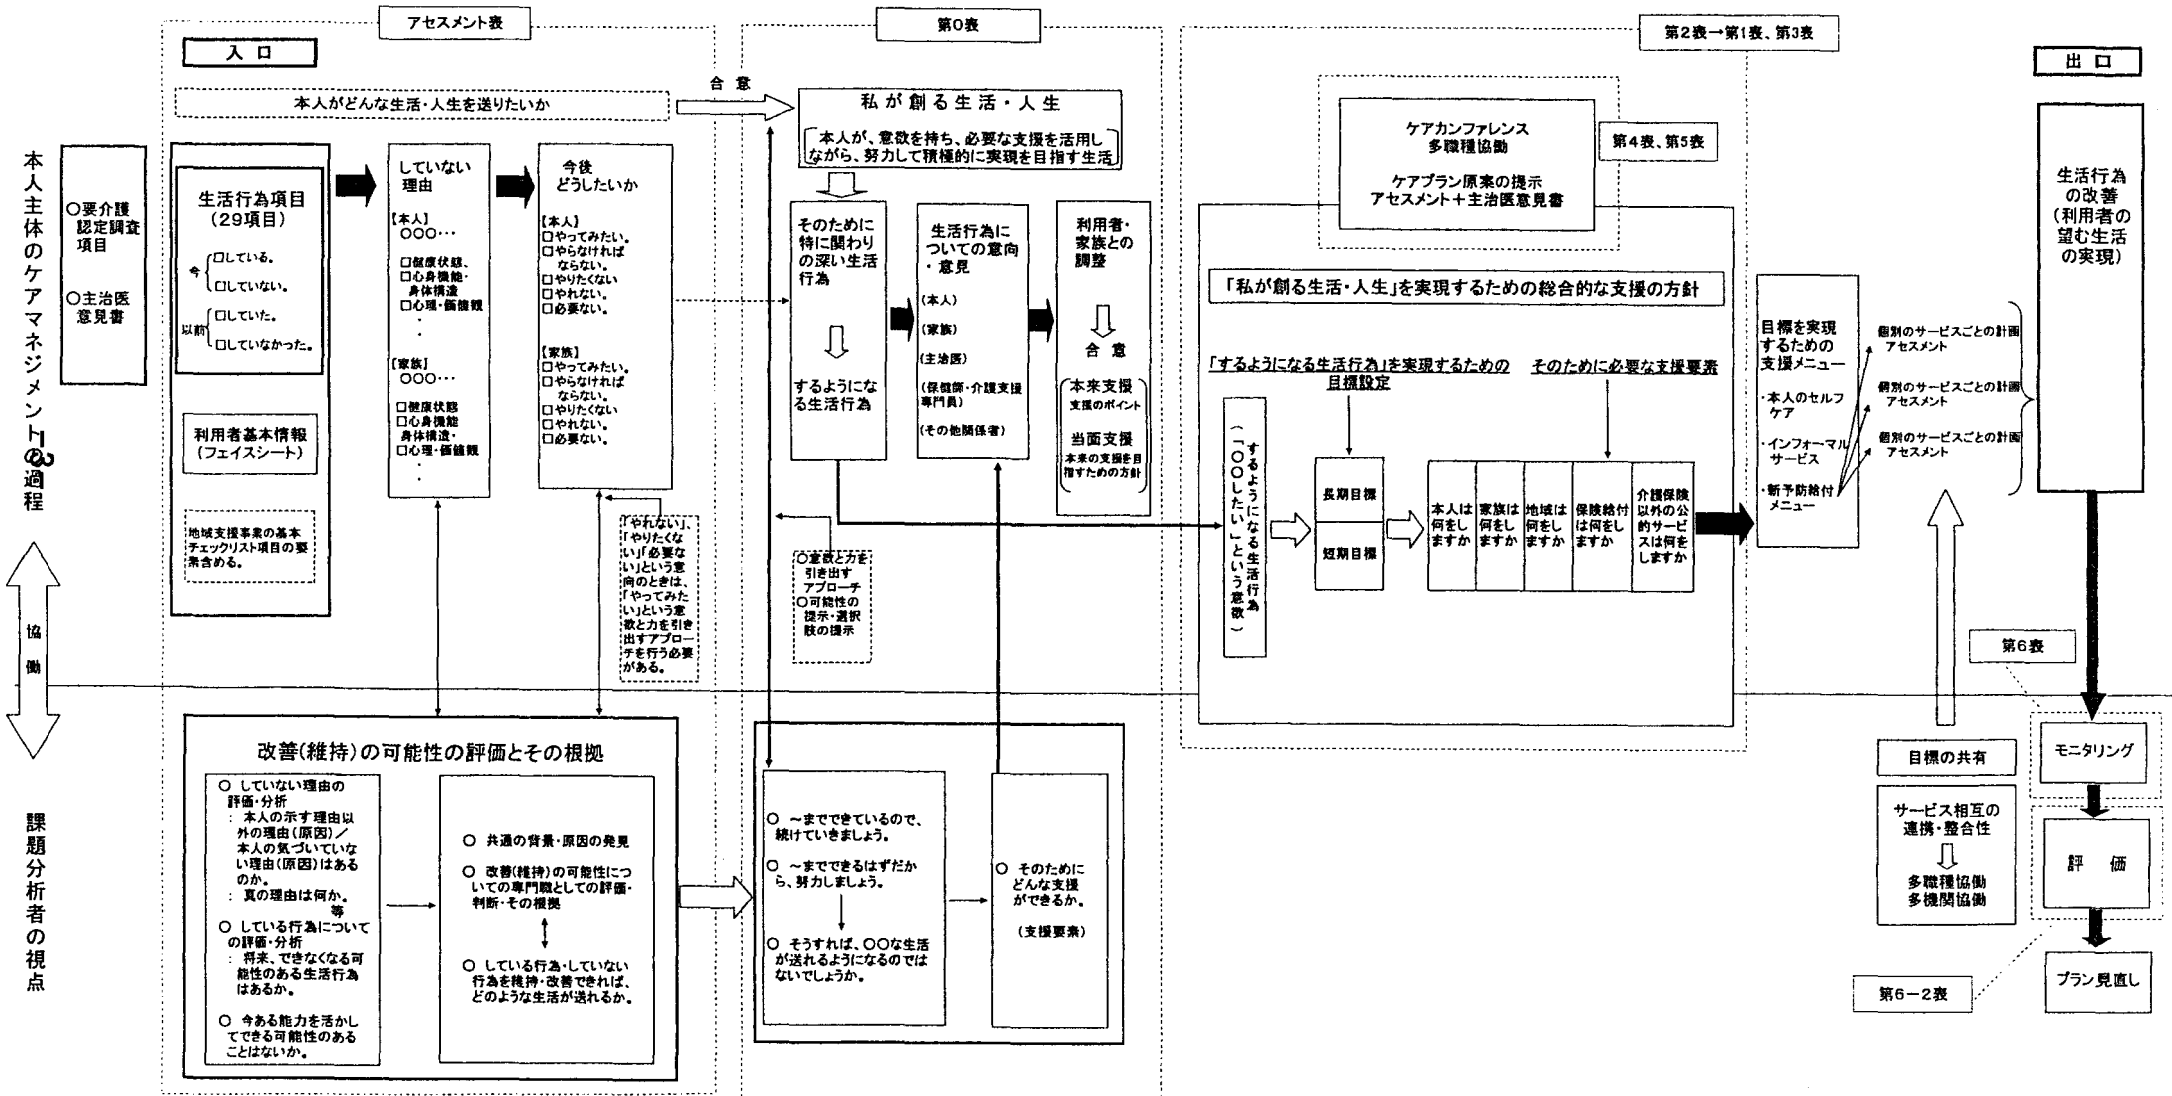 アセスメント表
第0表
第2表→第1表、第3表
入口
出口
本人がどんな生活・人生を送りたいか
合意
私が創る生活・人生
本人が、意欲を持ち、必要な支援を活用し
ながら、努力して積極的に実現を目指す生活
ケアカンファレンス
多職種協働
ケアプラン原案の提示
アセスメント+主治医意見書
第4表、第5表
本人主体のケアマネジメントの過程
-13-
協働
課題分析者の視点
○要介護
認定調査
項目
○主治医
意見書
生活行為項目
(29項目)
今
□している。
□していない。
以前
□していた。
□していなかった。
利用者基本情報
(フェイスシート)
地域支援事業の基本
チェックリスト項目の要
素含める。
していない
理由
【本人】
○○○…
□健康状態、
□心身機能・
身体構造
□心理・価値観
・
・
【家族】
○○○…
□健康状態
□心身機能
身体構造・
□心理・価値観
・
今後
どうしたいか
【本人】
□やってみたい。
□やらなければ
ならない。
□やりたくない
□やれない。
□必要ない。
【家族】
□やってみたい。
□やらなければ
ならない。
□やりたくない
□やれない。
□必要ない。
「やれない」、
「やりたくな
い」「必要な
い」という意
向のときは、
「やってみた
い」という意
欲と力を引き
出すアプロー
チを行う必要
がある。
そのために
特に関わり
の深い生活
行為
するようにな
る生活行為
生活行為に
ついての意向
・意見
(本人)
(家族)
(主治医)
(保健師・介護支援
専門員)
(その他関係者)
利用者・
家族との
調整
合意
本来支援
支援のポイント
当面支援
本来の支援を目
指すための方針
○意欲と力を
引き出す
アプローチ
○可能性の
提示・選択
肢の提示
「私が創る生活・人生」を実現するための総合的な支援の方針
「するようになる生活行為」を実現するための
目標設定
そのために必要な支援要素
するようになる生活行為
(「○○したい」という意欲)
長期目標
短期目標
本人は
何をし
ますか
家族は
何をし
ますか
地域は
何をし
ますか
保険給付
は何をし
ますか
介護保険
以外の公
的サービ
スは何を
しますか
目標を実現
するための
支援メニュー
・本人のセルフ
ケア
・インフォーマル
サービス
・新予防給付
メニュー
個別のサービスごとの計画
アセスメント
個別のサービスごとの計画
アセスメント
個別のサービスごとの計画
アセスメント
生活行為
の改善
(利用者の
望む生活
の実現)
第6表
モニタリング
評価
プラン見直し
第6-2表
目標の共有
サービス相互の
連携・整合性
多職種協働
多機関協働
改善(維持)の可能性の評価とその根拠
○ していない理由の
評価・分析
: 本人の示す理由以
外の理由(原因)/
本人の気づいていな
い理由(原因)はある
のか。
: 真の理由は何か。
等
○ している行為について
の評価・分析
: 将来、できなくなる可
能性のある生活行為
はあるか。
○ 今ある能力を活かし
てできる可能性のある
ことはないか。
○ 共通の背景・原因の発見
○ 改善(維持)の可能性につ
いての専門職としての評価・
判断・その根拠
○ している行為・していない
行為を維持・改善できれば、
どのような生活が送れるか。
○ ~までできているので、
続けていきましょう。
○ ~までできるはずだか
ら、努力しましょう。
○ そうすれば、○○な生活
が送れるようになるのでは
ないでしょうか。
○ そのために
どんな支援
ができるか。
(支援要素)